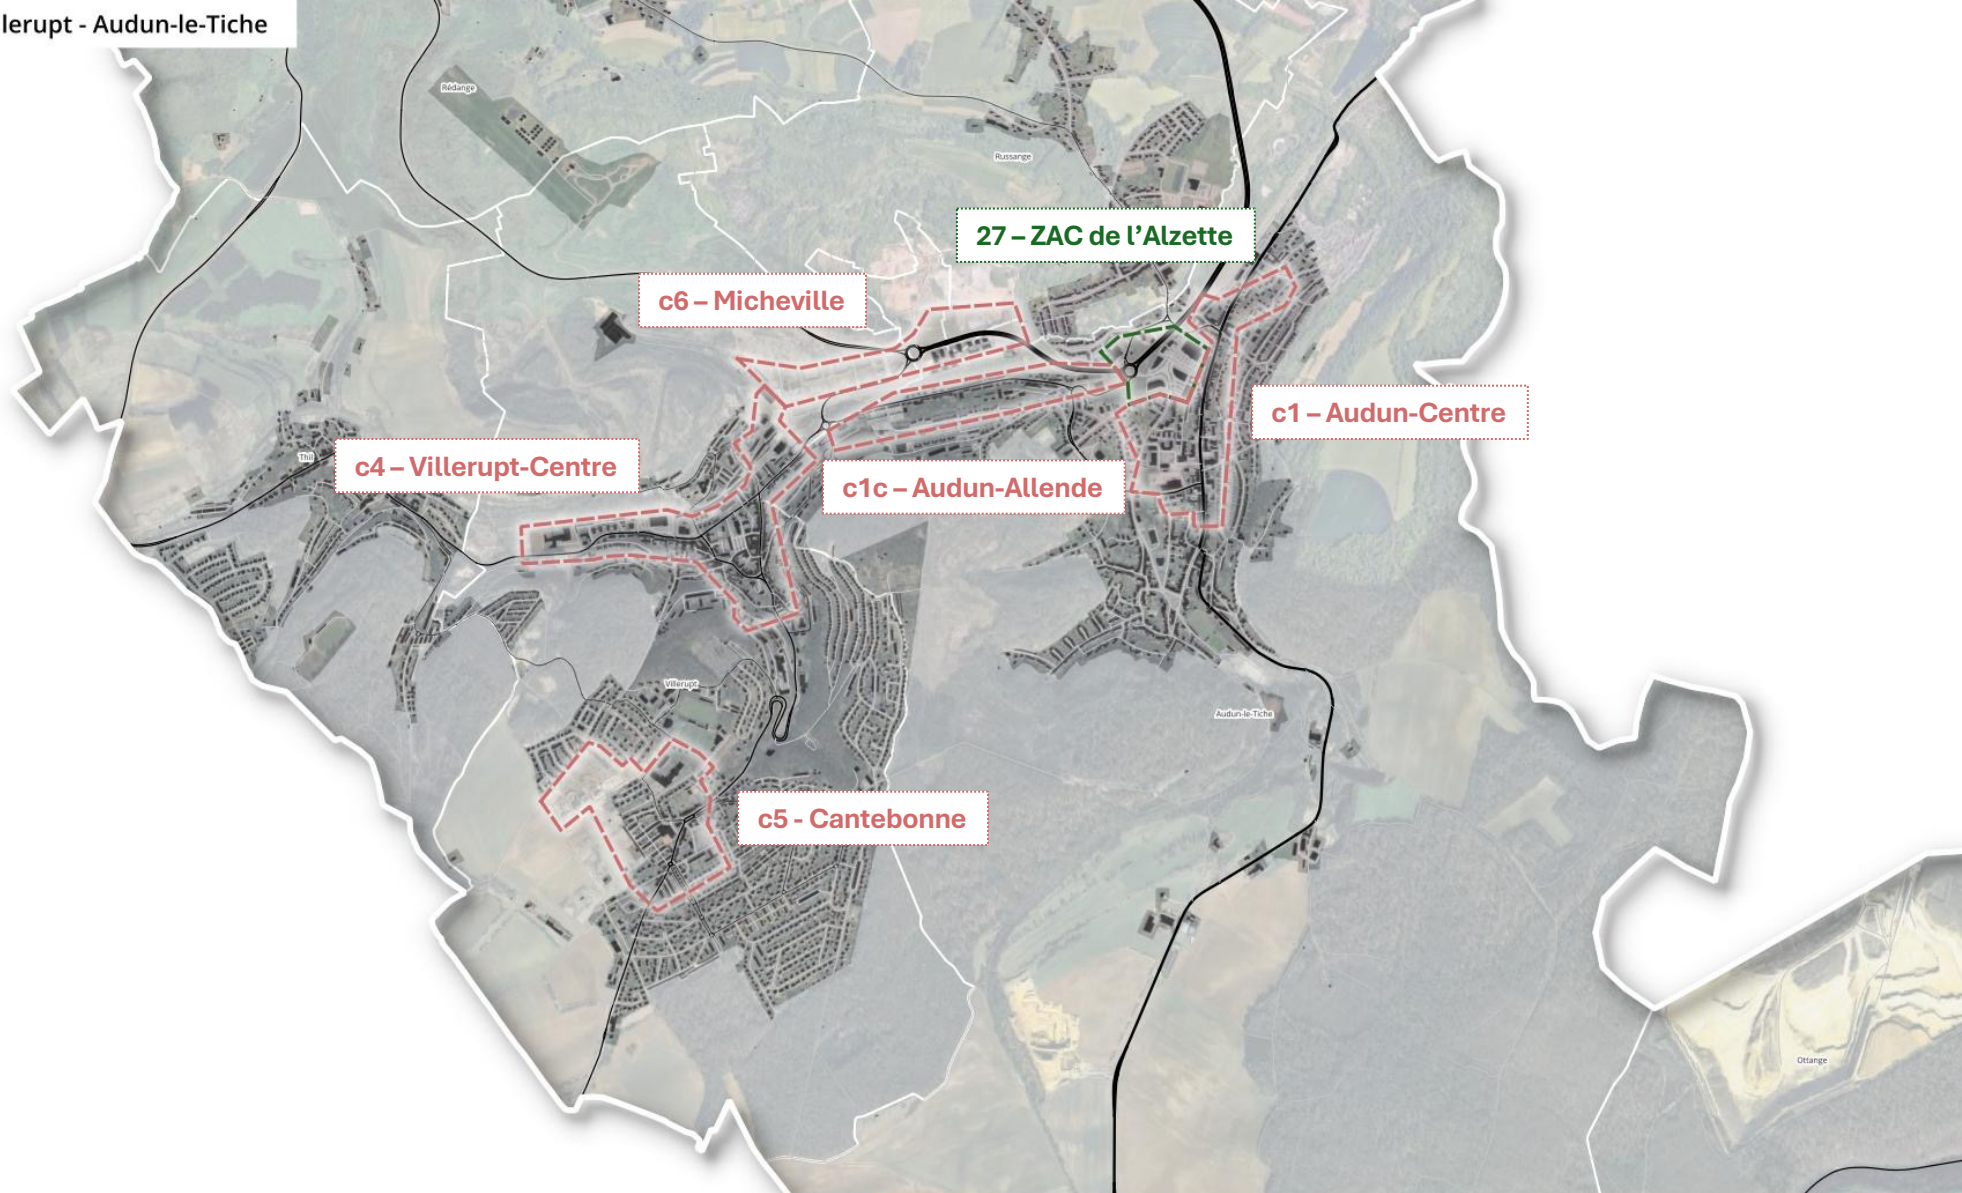 lerupt - Audun-le-Tiche
Rédange
Russange
27 – ZAC de l’Alzette
c6 – Micheville
c1 – Audun-Centre
Thil
c4 – Villerupt-Centre
c1c – Audun-Allende
Villerupt
Audun-le-Tiche
c5 - Cantebonne
Ottange